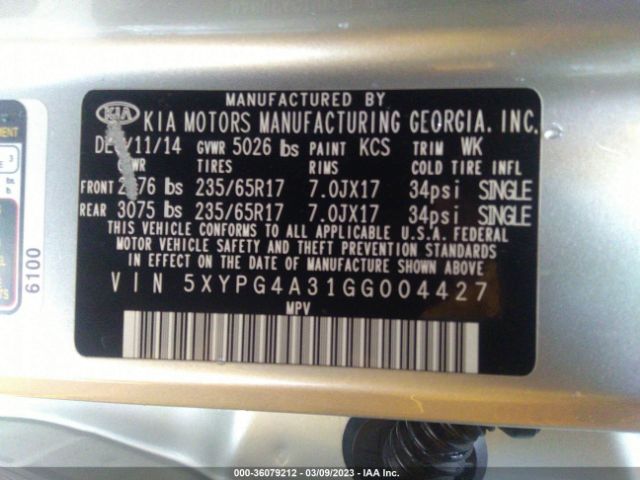 MANUFACTURED BY
KIA KIA MOTORS MANUFACTURING GEORGIA, INC.
/11/14 GVWR 5026 lbs PAINT KCS TRIM WK
TIRES RIMS COLD TIRE INFL
FRONT lbs 235/65R17 7.0JX17 34psi SINGLE
REAR 3075 lbs 235/65R17 7.0JX17 34psi SINGLE
THIS VEHICLE CONFORMS TO ALL APPLICABLE U.S.A. FEDERAL
MOTOR VEHICLE SAFETY AND THEFT PREVENTION STANDARDS
IN EFFECT ON THE DATE OF MANUFACTURE SHOWN ABOVE
VIN 5XYPG4A31GG004427
MPV
6100
000-36079212 - 03/09/2023 - IAA Inc.